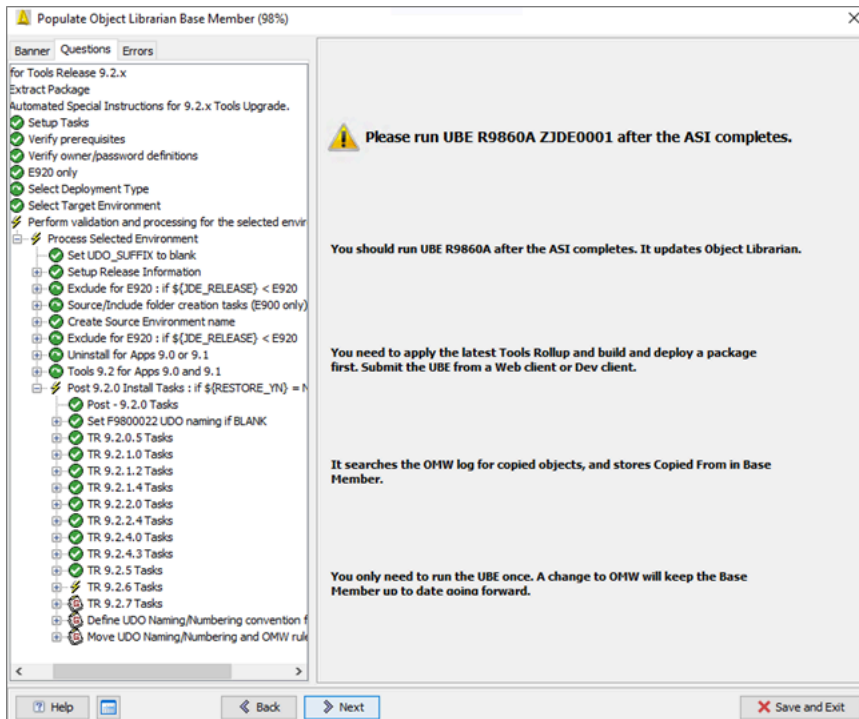 Populate Object Librarian Base Member (98%)
Banner Questions Errors
for Tools Release 9.2.x
Extract Package
Automated Special Instructions for 9.2.x Tools Upgrade.
Setup Tasks
Verify prerequisites
Verify owner/password definitions
E920 only
Select Deployment Type
Select Target Environment
Perform validation and processing for the selected envir
Process Selected Environment
Set UDO_SUFFIX to blank
Setup Release Information
Exclude for E920 : if ${JDE_RELEASE} < E920
Source/Include folder creation tasks (E900 only)
Create Source Environment name
Exclude for E920 : if ${JDE_RELEASE} < E920
Uninstall for Apps 9.0 or 9.1
Tools 9.2 for Apps 9.0 and 9.1
Post 9.2.0 Install Tasks : if ${RESTORE_YN} = N
Post - 9.2.0 Tasks
Set F9800022 UDO naming if BLANK
TR 9.2.0.5 Tasks
TR 9.2.1.0 Tasks
TR 9.2.1.2 Tasks
TR 9.2.1.4 Tasks
TR 9.2.2.0 Tasks
TR 9.2.2.4 Tasks
TR 9.2.4.0 Tasks
TR 9.2.4.3 Tasks
TR 9.2.5 Tasks
TR 9.2.6 Tasks
TR 9.2.7 Tasks
Define UDO Naming/Numbering convention f
Move UDO Naming/Numbering and OMW rule
Please run UBE R9860A ZJDE0001 after the ASI completes.
You should run UBE R9860A after the ASI completes. It updates Object Librarian.
You need to apply the latest Tools Rollup and build and deploy a package
first. Submit the UBE from a Web client or Dev client.
It searches the OMW log for copied objects, and stores Copied From in Base
Member.
You only need to run the UBE once. A change to OMW will keep the Base
Member up to date going forward.
Help Back Next Save and Exit